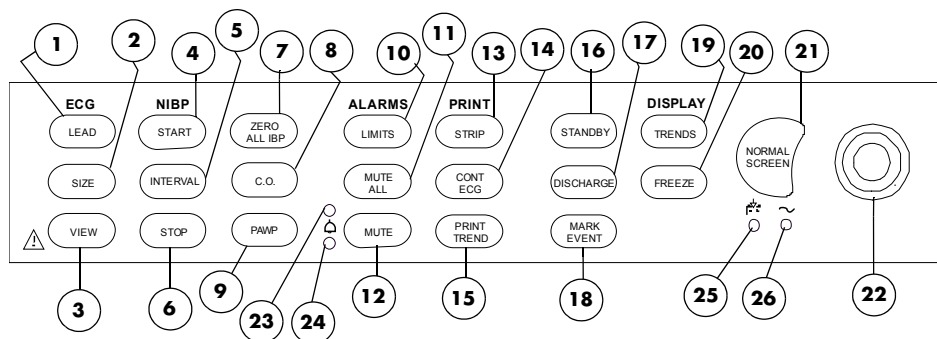 1
2
5
4
7
8
11
10
13
14
16
17
19
20
21
ECG
NIBP
ALARMS
PRINT
DISPLAY
LEAD
START
ZERO
ALL IBP
LIMITS
STRIP
STANDBY
TRENDS
NORMAL
SCREEN
SIZE
INTERVAL
C.O.
MUTE
ALL
CONT
ECG
DISCHARGE
FREEZE
VIEW
STOP
PAWP
MUTE
PRINT
TREND
MARK
EVENT
3
6
9
23
24
12
15
18
25
26
22